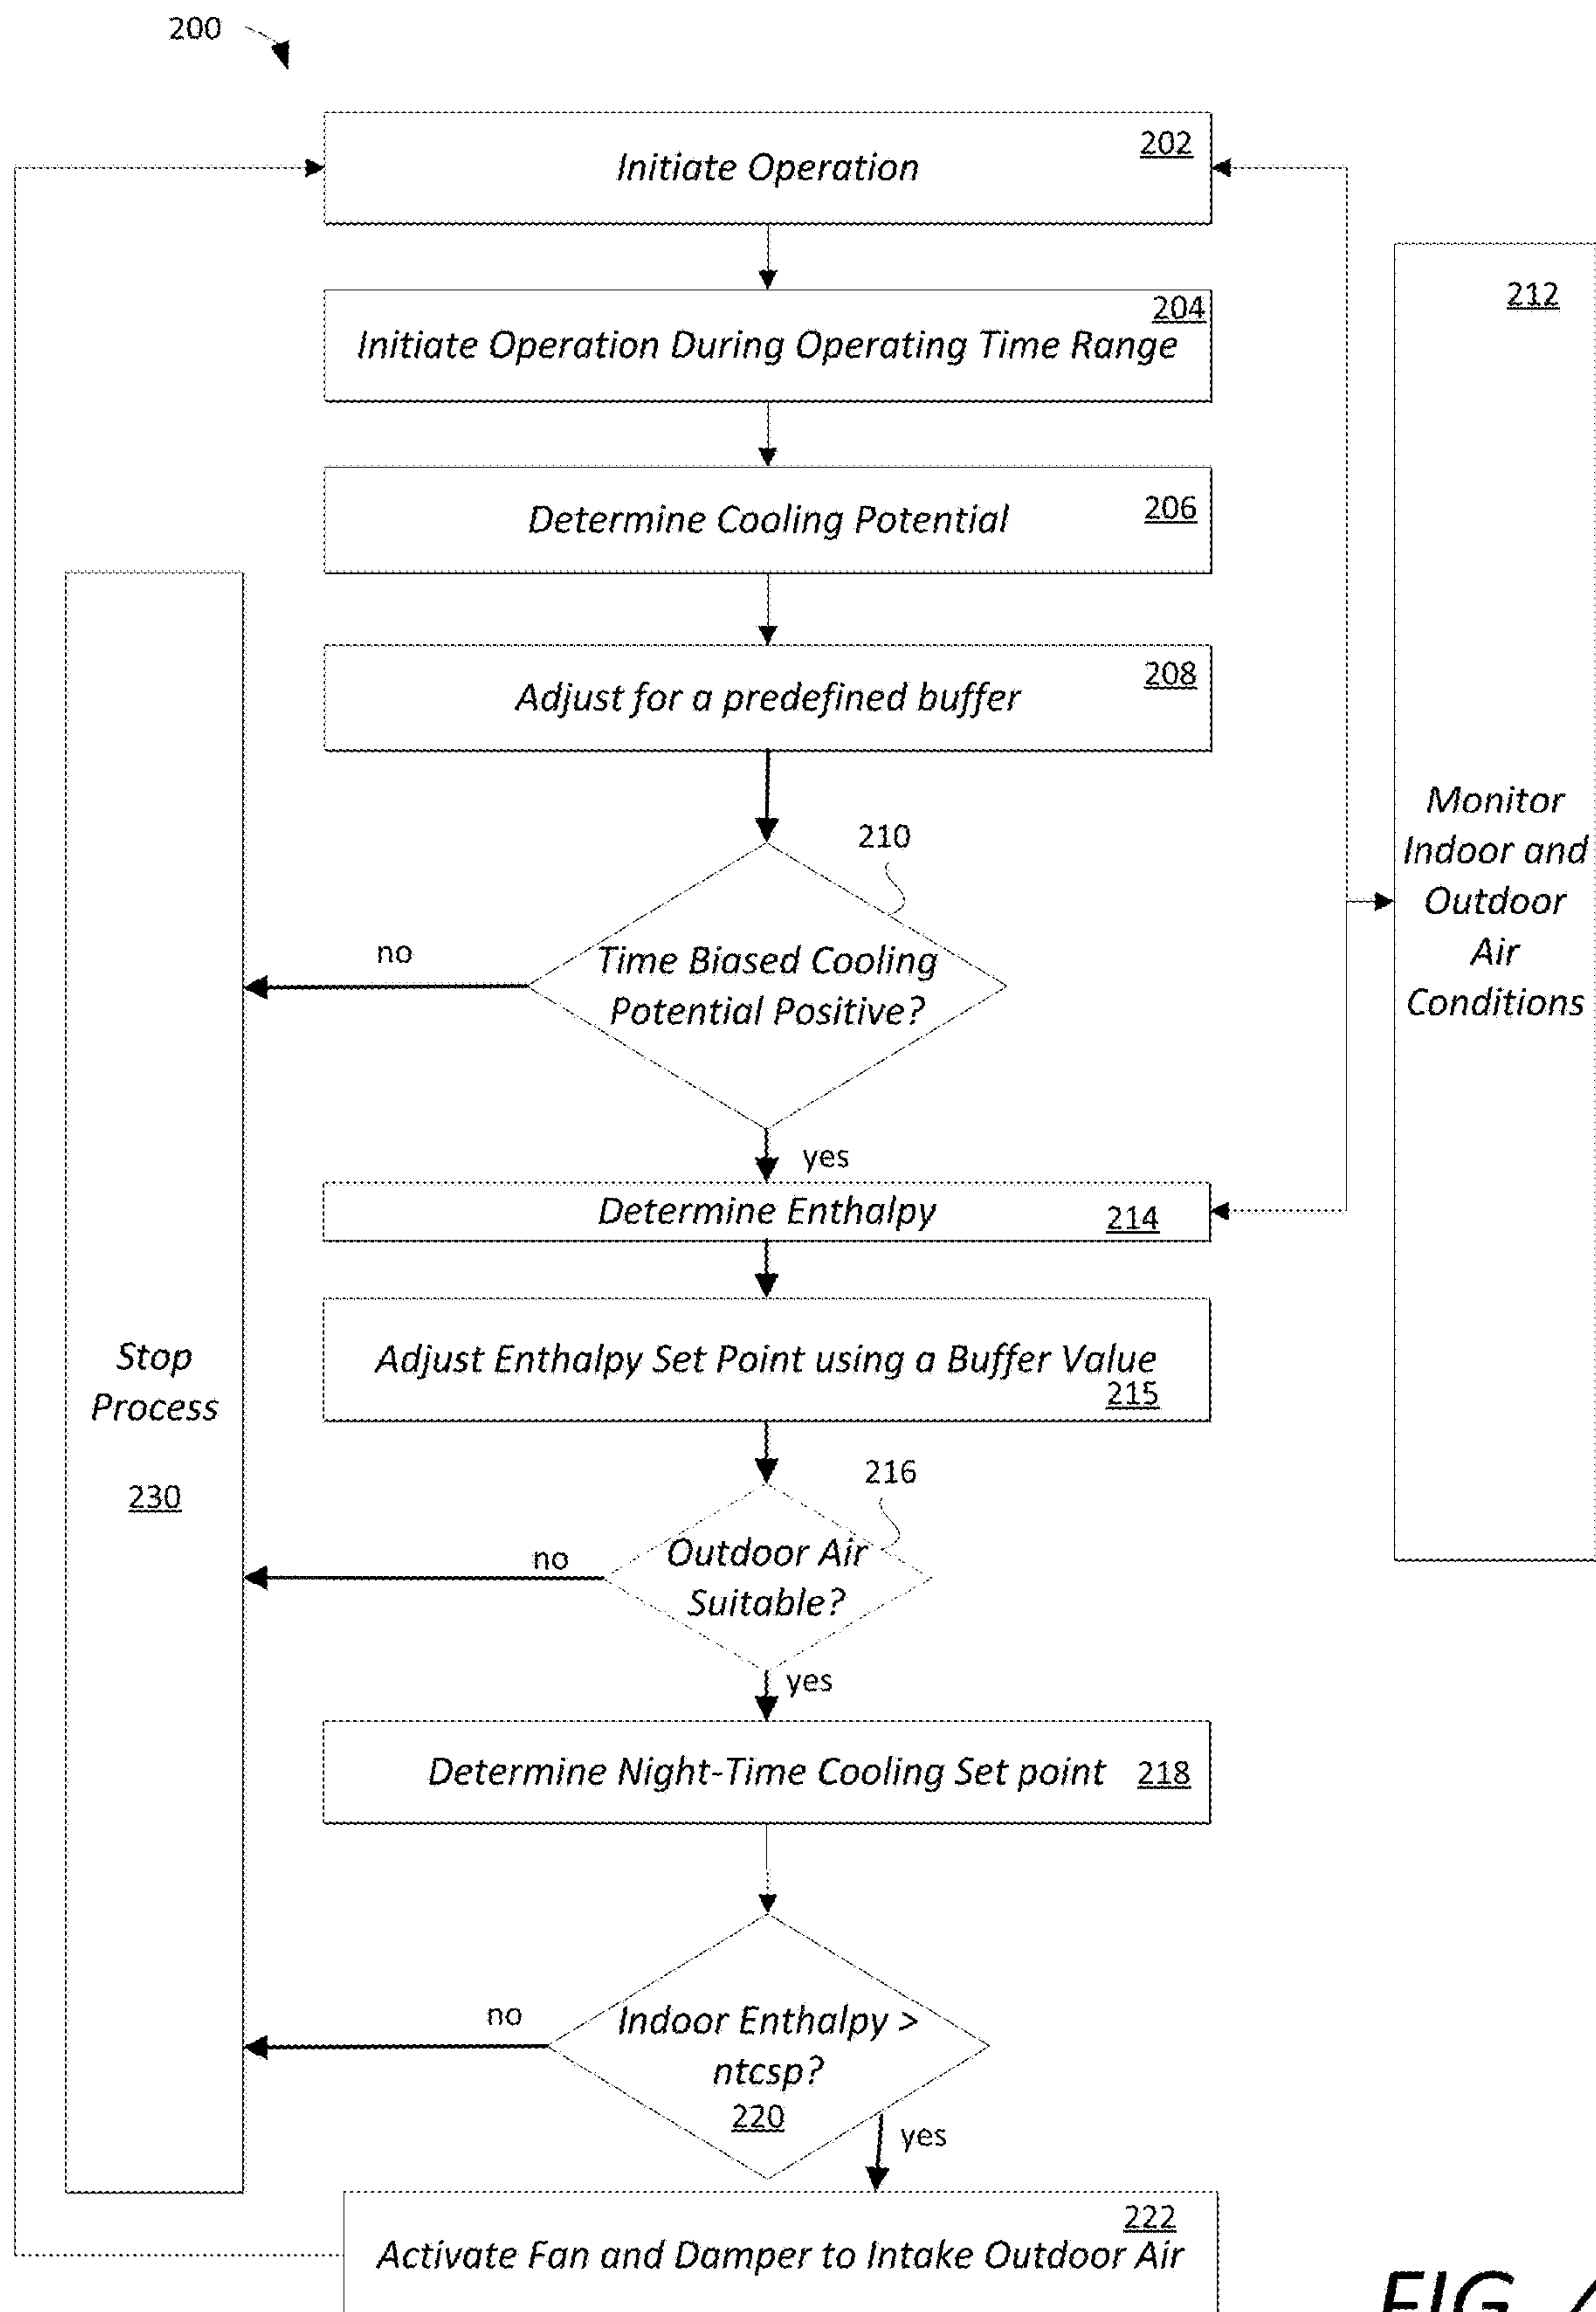 200
202
Initiate Operation
204
Initiate Operation During Operating Time Range
206
Determine Cooling Potential
208
Adjust for a predefined buffer
210
Time Biased Cooling
Potential Positive?
no
yes
212
Monitor
Indoor and
Outdoor
Air
Conditions
Determine Enthalpy
214
Adjust Enthalpy Set Point using a Buffer Value
215
Stop
Process
230
216
Outdoor Air
Suitable?
no
yes
Determine Night-Time Cooling Set point 218
Indoor Enthalpy >
ntcsp?
220
no
yes
222
Activate Fan and Damper to Intake Outdoor Air
FIG.